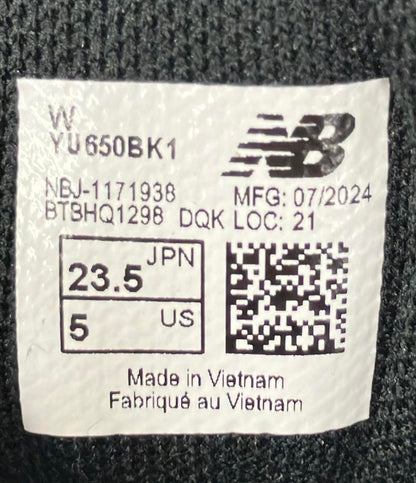 W
YU650BK1
NB
NBJ-1171938 MFG: 07/2024
BTBHQ1298 DQK LOC: 21
JPN
23.5
US
5
Made in Vietnam
Fabriqué au Vietnam